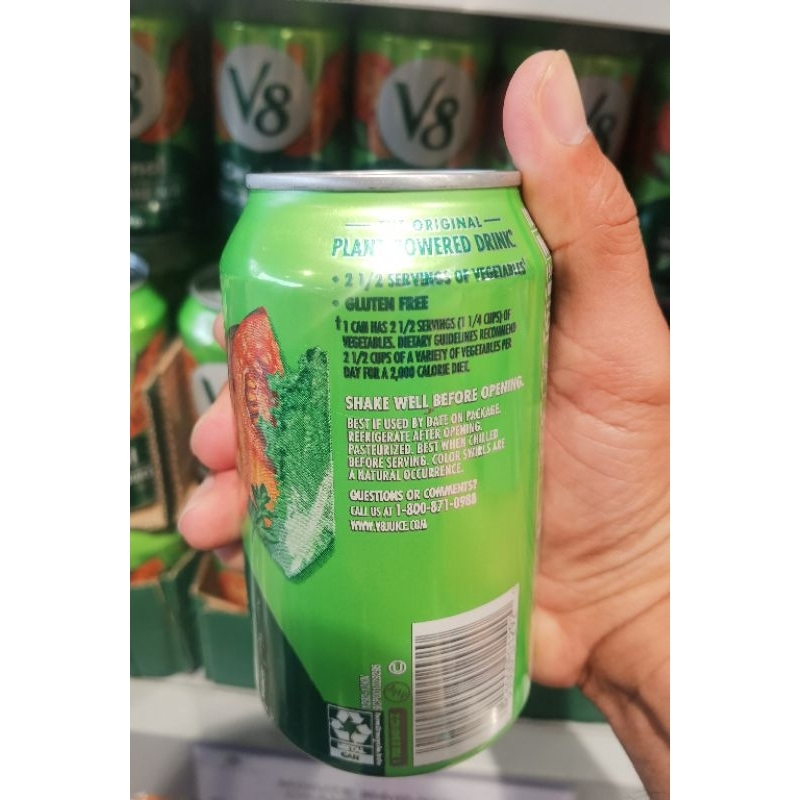 V8
V8
ORIGINAL
PLANT POWERED DRINK
• 2 1/2 SERVINGS OF VEGETABLES†
• GLUTEN FREE
† 1 CAN HAS 2 1/2 SERVINGS (1 1/4 CUPS) OF
VEGETABLES. DIETARY GUIDELINES RECOMMEND
2 1/2 CUPS OF A VARIETY OF VEGETABLES PER
DAY FOR A 2,000 CALORIE DIET.
SHAKE WELL BEFORE OPENING.
BEST IF USED BY DATE ON PACKAGE.
REFRIGERATE AFTER OPENING.
PASTEURIZED. BEST WHEN CHILLED
BEFORE SERVING. COLOR SWIRLS ARE
A NATURAL OCCURRENCE.
QUESTIONS OR COMMENTS?
CALL US AT 1-800-871-0988
WWW.V8JUICE.COM
U
METAL
CAN